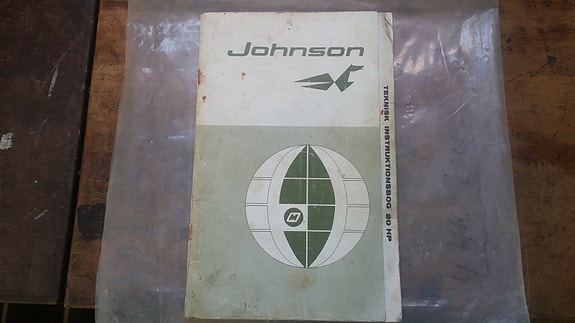 Johnson
TEKNISK INSTRUKTIONSBOG 20 HP